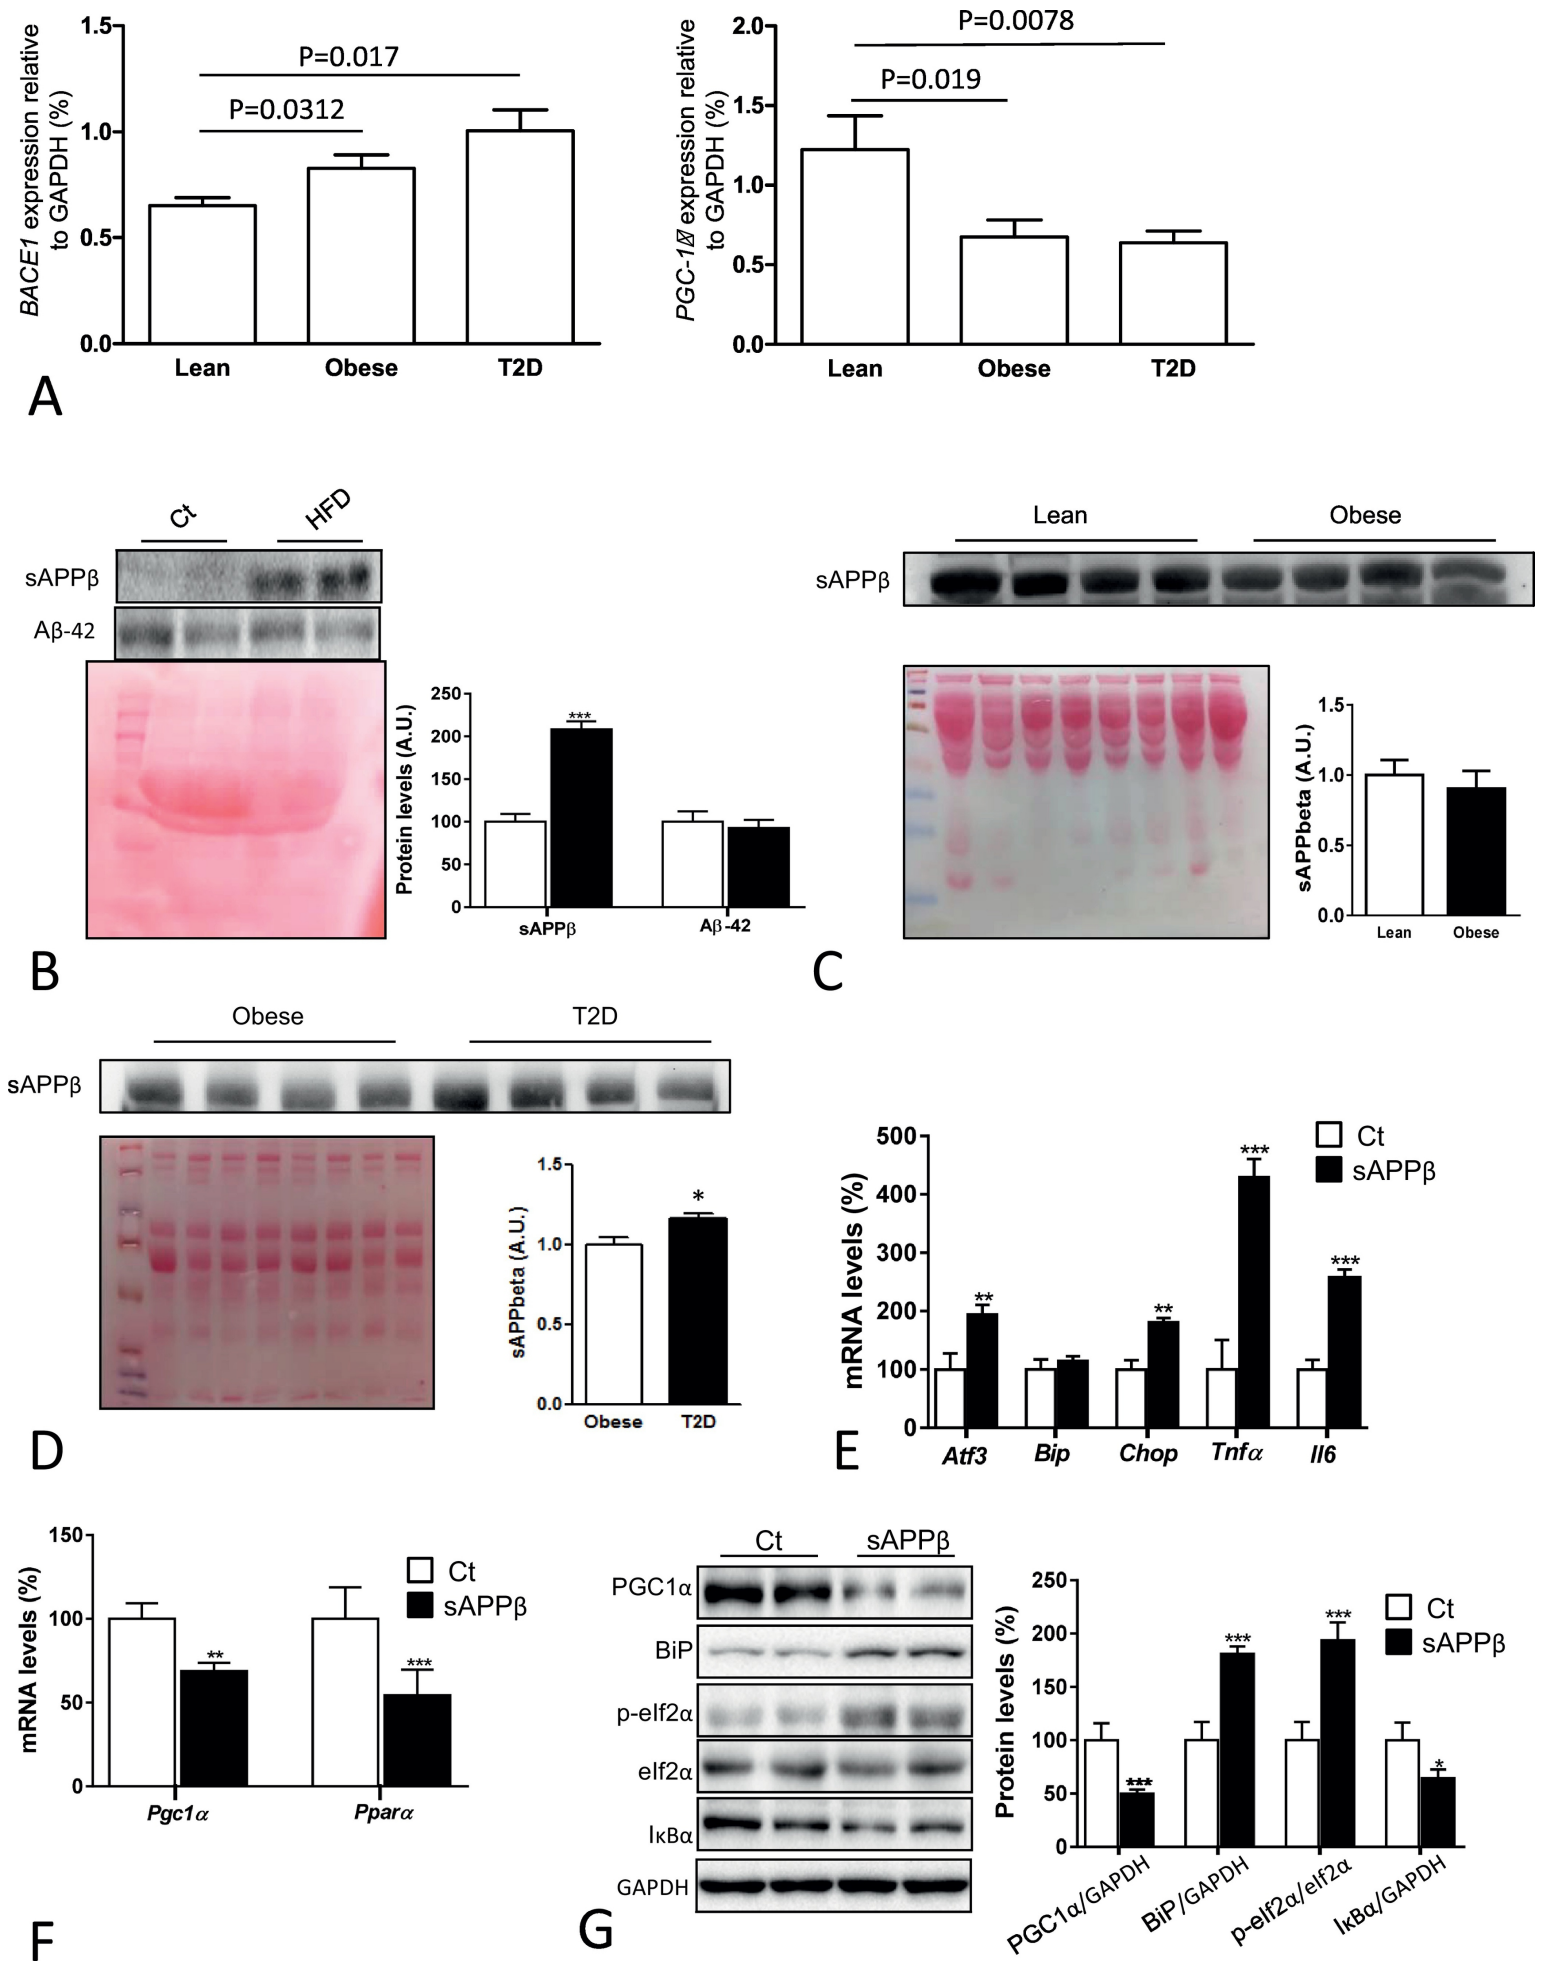 BACE1 expression relative
to GAPDH (%)
1.5
1.0
0.5
0.0
P=0.017
P=0.0312
Lean
Obese
T2D
PGC-1 expression relative
to GAPDH (%)
2.0
1.5
1.0
0.5
0.0
P=0.0078
P=0.019
Lean
Obese
T2D
A
Ct
HFD
sAPPβ
Aβ-42
Protein levels (A.U.)
250
200
150
100
50
0
***
sAPPβ
Aβ-42
B
Lean
Obese
sAPPβ
sAPPbeta (A.U.)
1.5
1.0
0.5
0.0
Lean
Obese
C
Obese
T2D
sAPPβ
sAPPbeta (A.U.)
1.5
1.0
0.5
0.0
*
Obese
T2D
D
mRNA levels (%)
500
400
300
200
100
0
**
**
***
***
Ct
sAPPβ
Atf3
Bip
Chop
Tnfα
Il6
E
mRNA levels (%)
150
100
50
0
**
***
Ct
sAPPβ
Pgc1α
Pparα
F
Ct
sAPPβ
PGC1α
BiP
p-eIf2α
eIf2α
IκBα
GAPDH
Protein levels (%)
250
200
150
100
50
0
***
***
***
*
Ct
sAPPβ
PGC1α/GAPDH
BiP/GAPDH
p-eIf2α/eIf2α
IκBα/GAPDH
G